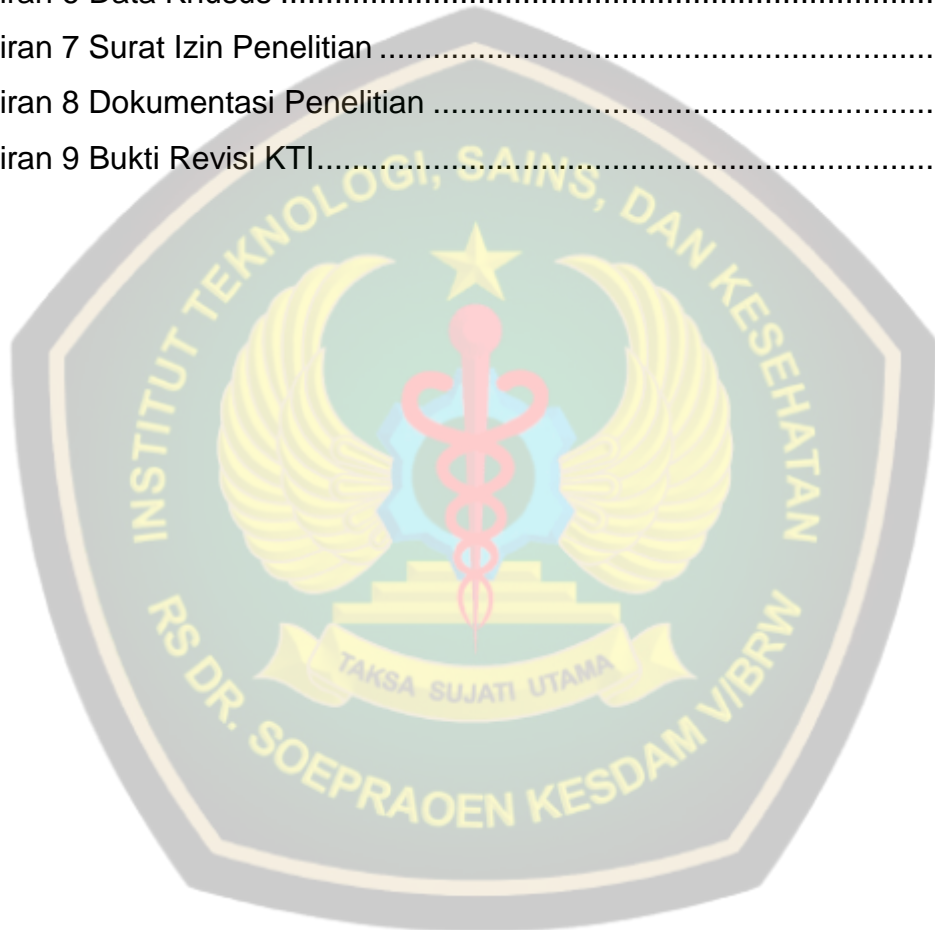 iran 6 Data Khusus ........................................................................
iran 7 Surat Izin Penelitian ...............................................................
iran 8 Dokumentasi Penelitian .........................................................
iran 9 Bukti Revisi KTI......................................................................
INSTITUT TEKNOLOGI, SAINS, DAN KESEHATAN
TAKSA SUJATI UTAMA
RS DR. SOEPRAOEN KESDAM V/BRW